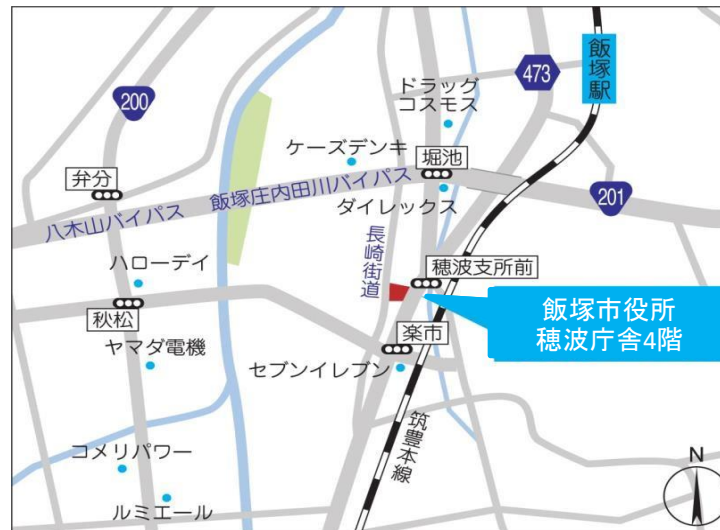 飯塚駅
473
200
ドラッグ
コスモス
ケーズデンキ
堀池
弁分
飯塚庄内田川バイパス
八木山バイパス
ダイレックス
201
長崎街道
穂波支所前
ハローデイ
飯塚市役所
穂波庁舎4階
秋松
楽市
ヤマダ電機
セブンイレブン
筑豊本線
コメリパワー
ルミエール
N